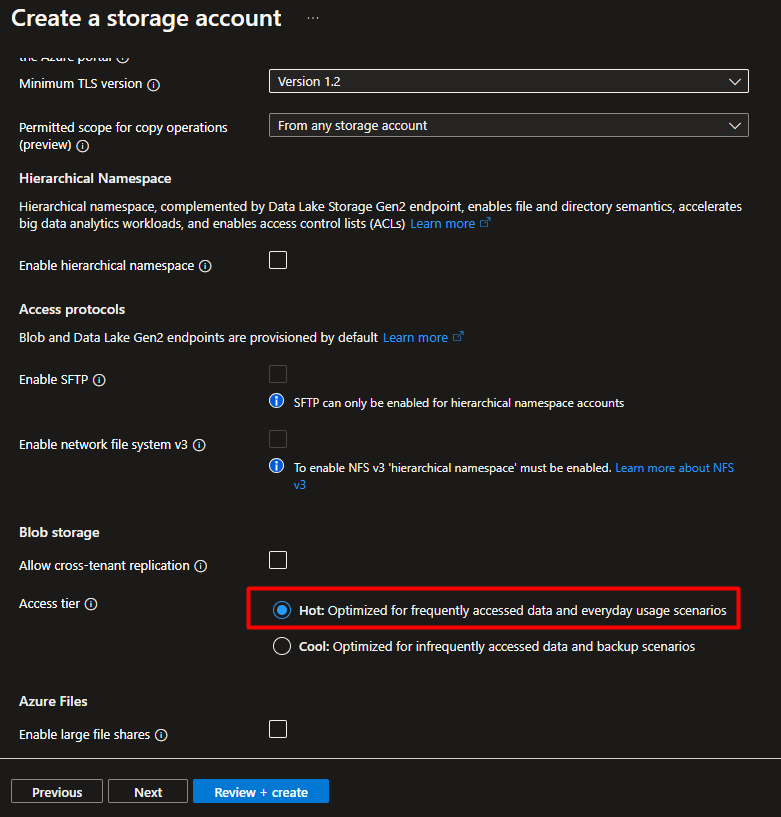 Create a storage account ...
the Azure portal
Minimum TLS version
Version 1.2
Permitted scope for copy operations
(preview)
From any storage account
Hierarchical Namespace
Hierarchical namespace, complemented by Data Lake Storage Gen2 endpoint, enables file and directory semantics, accelerates
big data analytics workloads, and enables access control lists (ACLs) Learn more
Enable hierarchical namespace
Access protocols
Blob and Data Lake Gen2 endpoints are provisioned by default Learn more
Enable SFTP
SFTP can only be enabled for hierarchical namespace accounts
Enable network file system v3
To enable NFS v3 'hierarchical namespace' must be enabled. Learn more about NFS
v3
Blob storage
Allow cross-tenant replication
Access tier
Hot: Optimized for frequently accessed data and everyday usage scenarios
Cool: Optimized for infrequently accessed data and backup scenarios
Azure Files
Enable large file shares
Previous
Next
Review + create